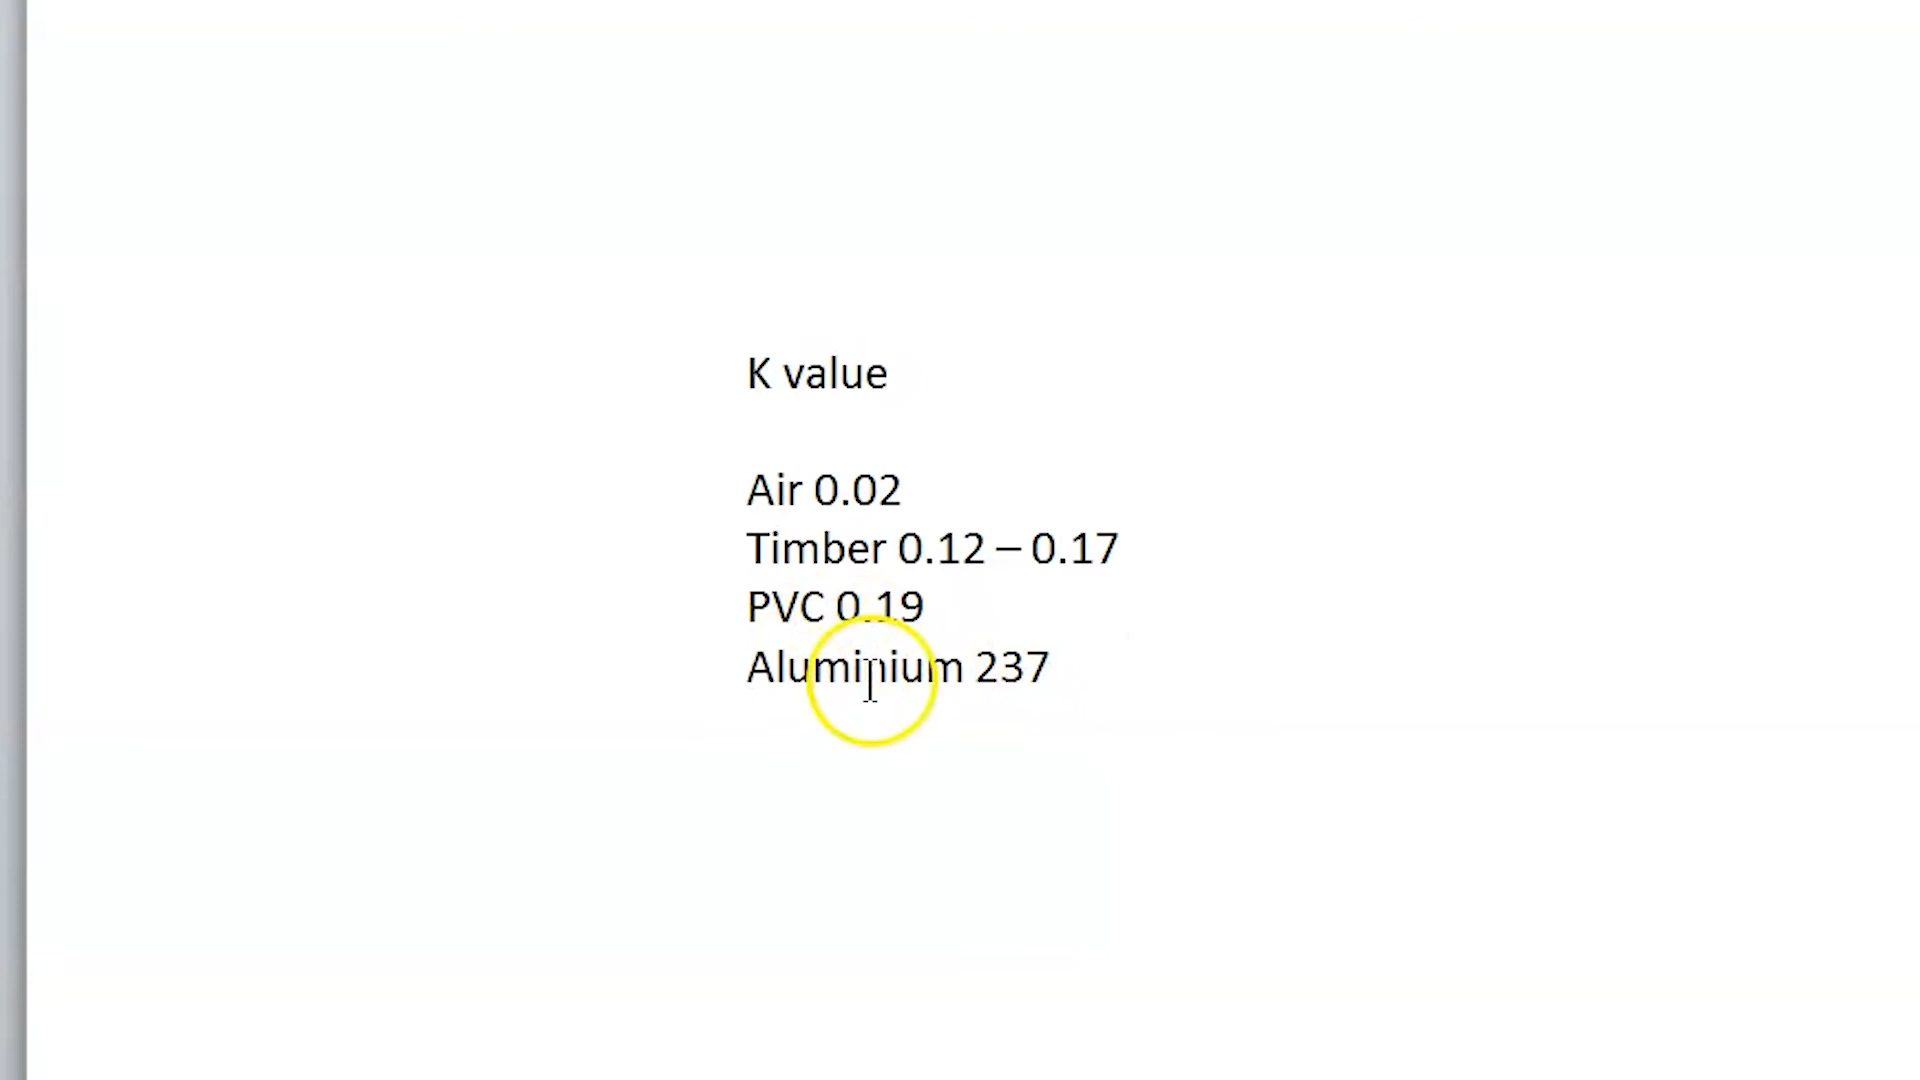 K value
Air 0.02
Timber 0.12 – 0.17
PVC 0.19
Aluminium 237